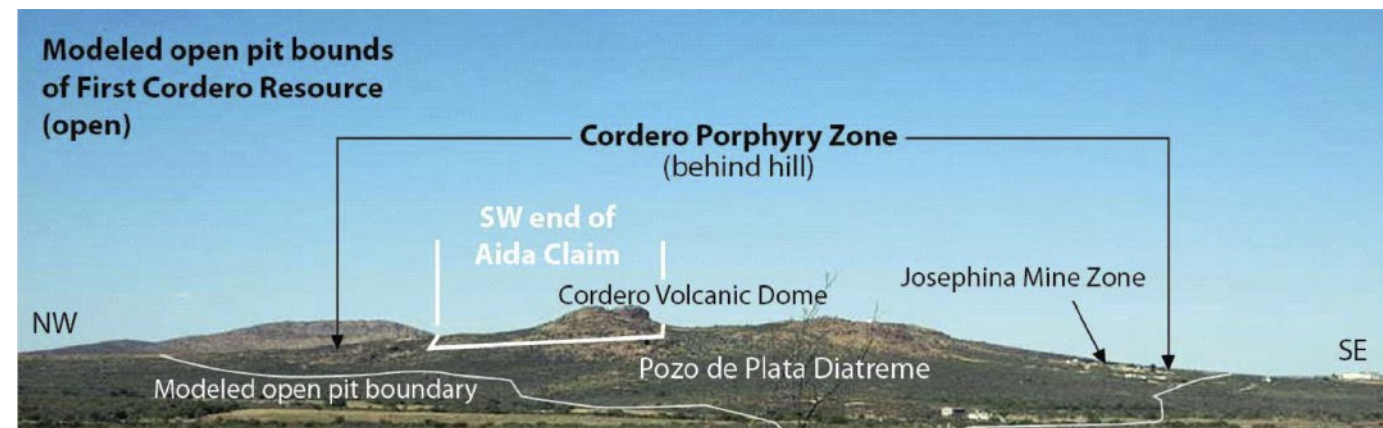 Modeled open pit bounds
of First Cordero Resource
(open)
Cordero Porphyry Zone
(behind hill)
SW end of
Aida Claim
Cordero Volcanic Dome
Josephina Mine Zone
NW
SE
Pozo de Plata Diatreme
Modeled open pit boundary